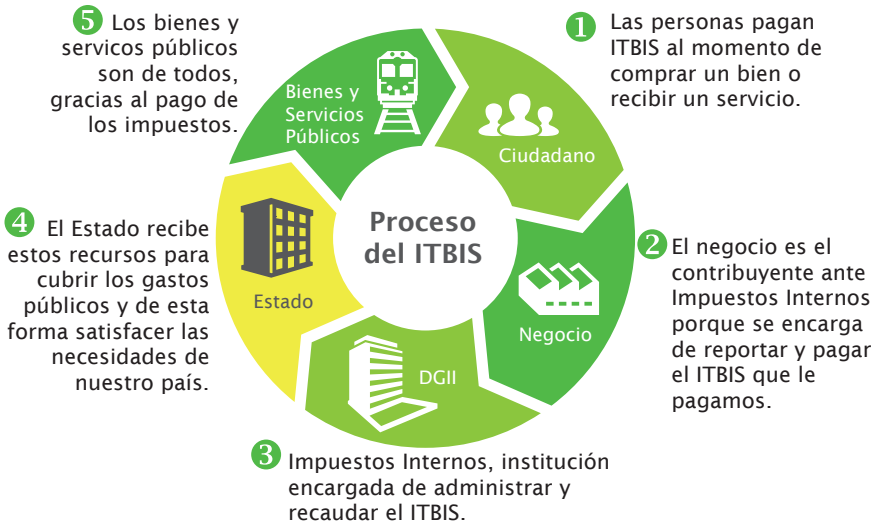 Proceso
del ITBIS
1 Las personas pagan
ITBIS al momento de
comprar un bien o
recibir un servicio.
Ciudadano
2 El negocio es el
contribuyente ante
Impuestos Internos
porque se encarga
de reportar y pagar
el ITBIS que le
pagamos.
Negocio
3 Impuestos Internos, institución
encargada de administrar y
recaudar el ITBIS.
DGII
4 El Estado recibe
estos recursos para
cubrir los gastos
públicos y de esta
forma satisfacer las
necesidades de
nuestro país.
Estado
5 Los bienes y
servicos públicos
son de todos,
gracias al pago de
los impuestos.
Bienes y
Servicios
Públicos